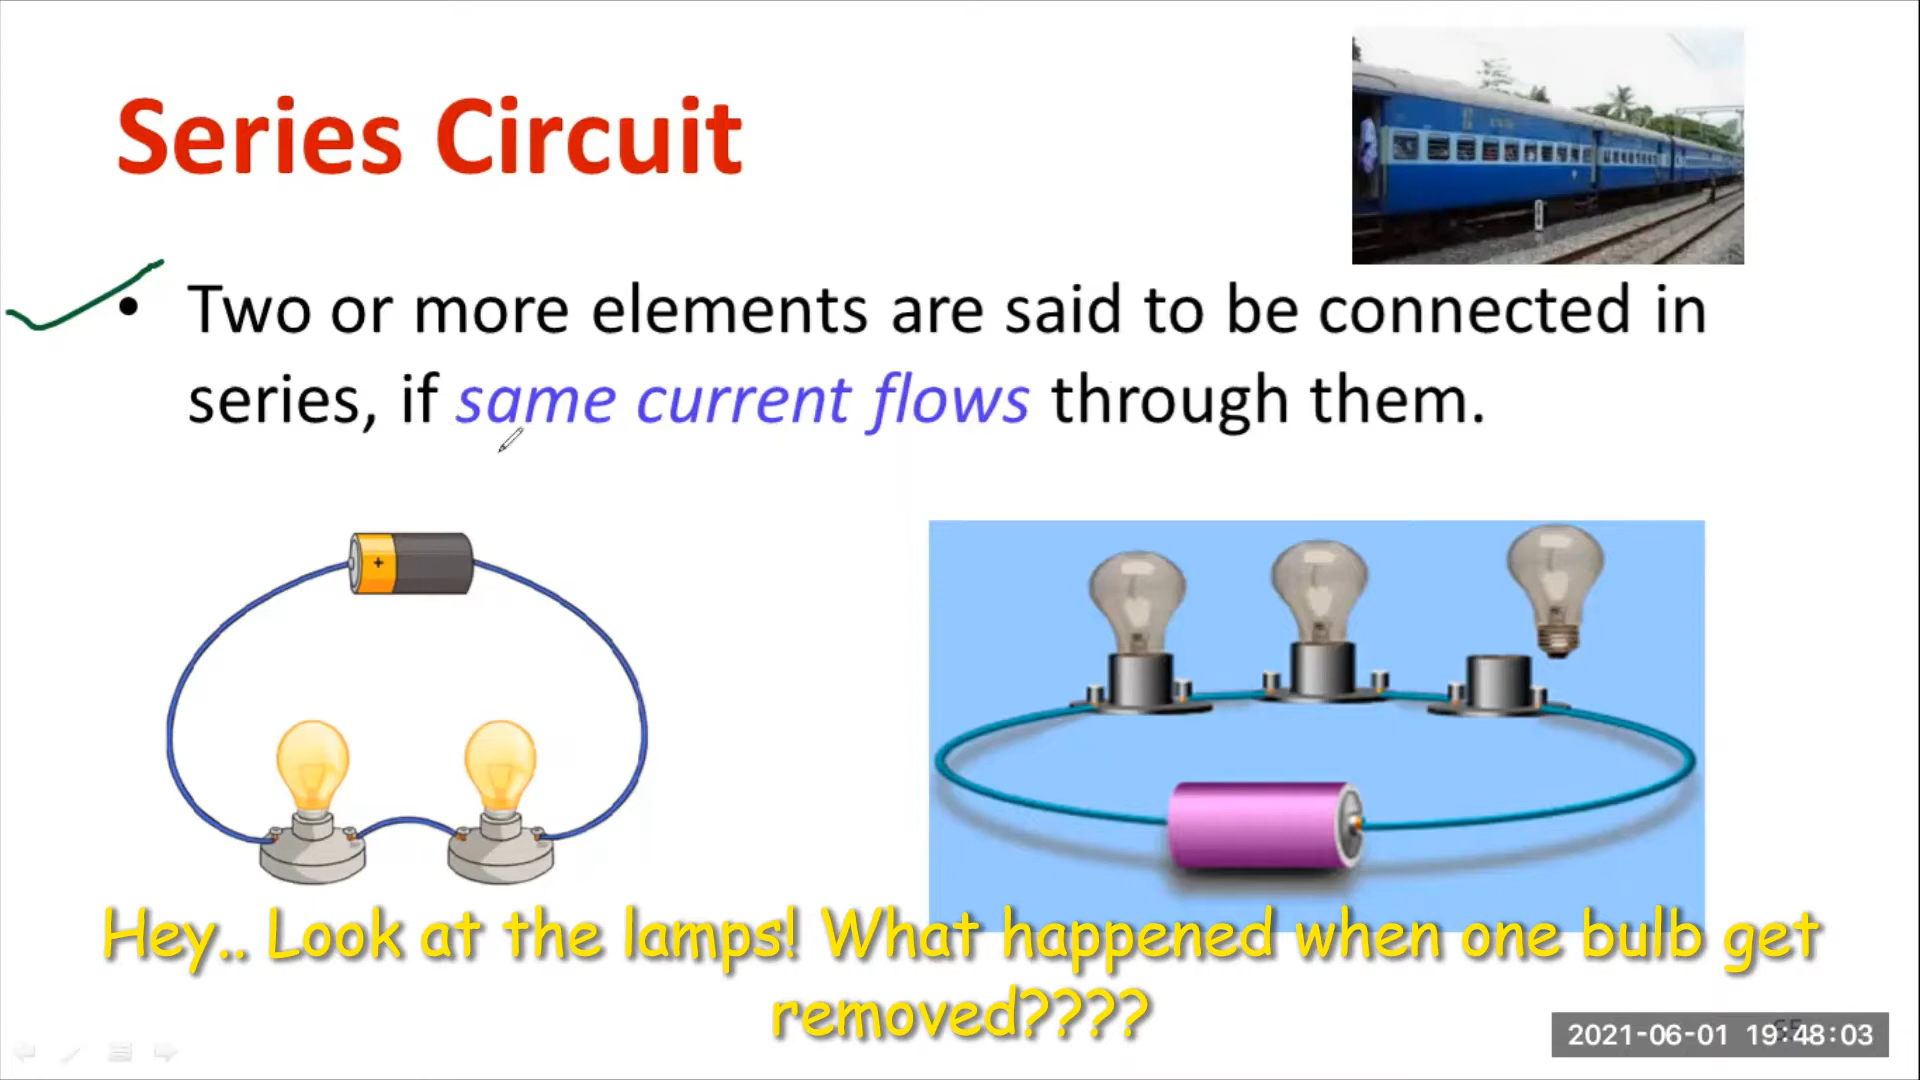 Series Circuit
• Two or more elements are said to be connected in
series, if same current flows through them.
+
Hey.. Look at the lamps! What happened when one bulb get
removed????
2021-06-01 19:48:03